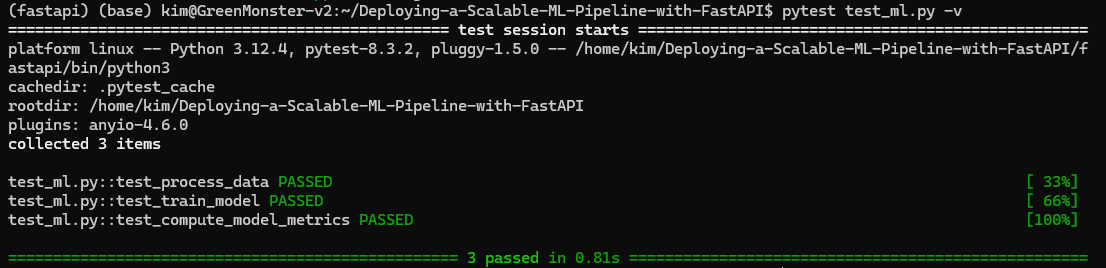 (fastapi) (base) kim@GreenMonster-v2:~/Deploying-a-Scalable-ML-Pipeline-with-FastAPI$ pytest test_ml.py -v
================================================= test session starts ==================================================
platform linux -- Python 3.12.4, pytest-8.3.2, pluggy-1.5.0 -- /home/kim/Deploying-a-Scalable-ML-Pipeline-with-FastAPI/f
astapi/bin/python3
cachedir: .pytest_cache
rootdir: /home/kim/Deploying-a-Scalable-ML-Pipeline-with-FastAPI
plugins: anyio-4.6.0
collected 3 items
test_ml.py::test_process_data PASSED [ 33%]
test_ml.py::test_train_model PASSED [ 66%]
test_ml.py::test_compute_model_metrics PASSED [100%]
================================================== 3 passed in 0.81s ===================================================